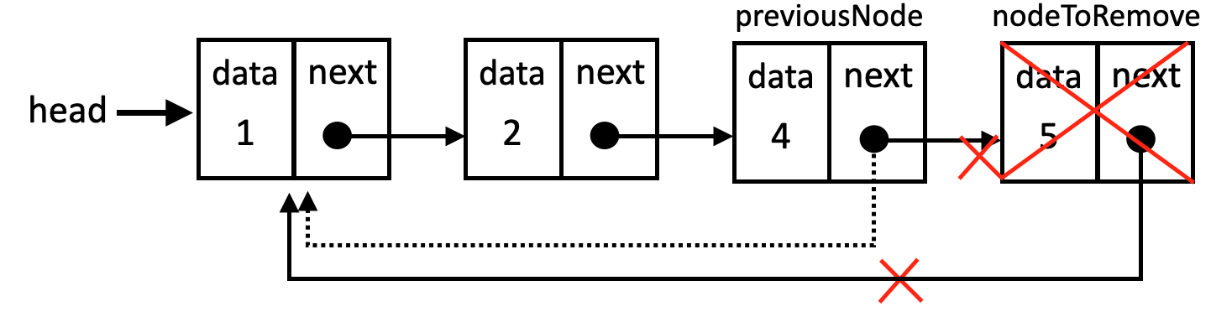 previousNode nodeToRemove
head
data next data next data next data next
1 2 4 5